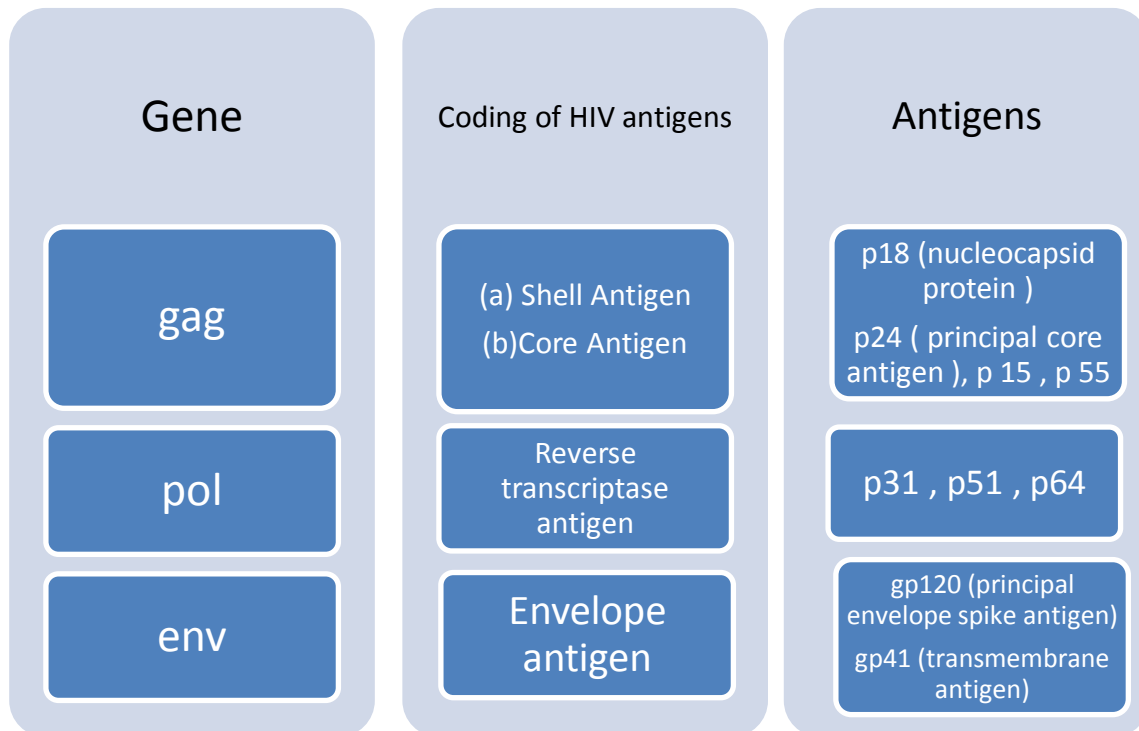 Gene
gag
pol
env
Coding of HIV antigens
(a) Shell Antigen
(b)Core Antigen
Reverse
transcriptase
antigen
Envelope
antigen
Antigens
p18 (nucleocapsid
protein )
p24 ( principal core
antigen ), p 15 , p 55
p31 , p51 , p64
gp120 (principal
envelope spike antigen)
gp41 (transmembrane
antigen)